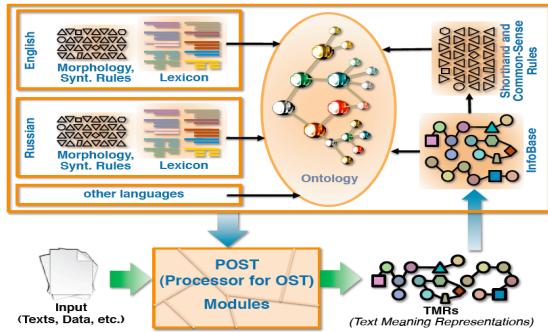 English
Morphology,
Synt. Rules
Lexicon
Russian
Morphology,
Synt. Rules
Lexicon
other languages
Ontology
Shorthand and
Common-Sense
Rules
InfoBase
Input
(Texts, Data, etc.)
POST
(Processor for OST)
Modules
TMRs
(Text Meaning Representations)